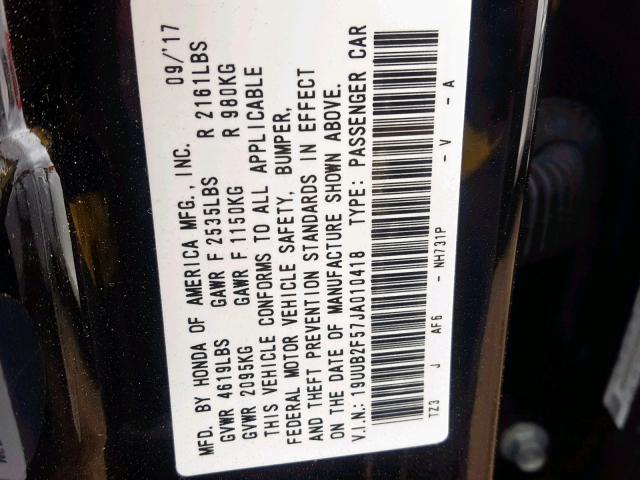 MFD. BY HONDA OF AMERICA MFG., INC. 09/'17
GVWR 4619LBS GAWR F 2535LBS R 2161LBS
GVWR 2095KG GAWR F 1150KG R 980KG
THIS VEHICLE CONFORMS TO ALL APPLICABLE
FEDERAL MOTOR VEHICLE SAFETY, BUMPER,
AND THEFT PREVENTION STANDARDS IN EFFECT
ON THE DATE OF MANUFACTURE SHOWN ABOVE.
V.I.N.: 19UUB2F57JA010418 TYPE: PASSENGER CAR
TZ3 J AF6 - NH731P - V - A